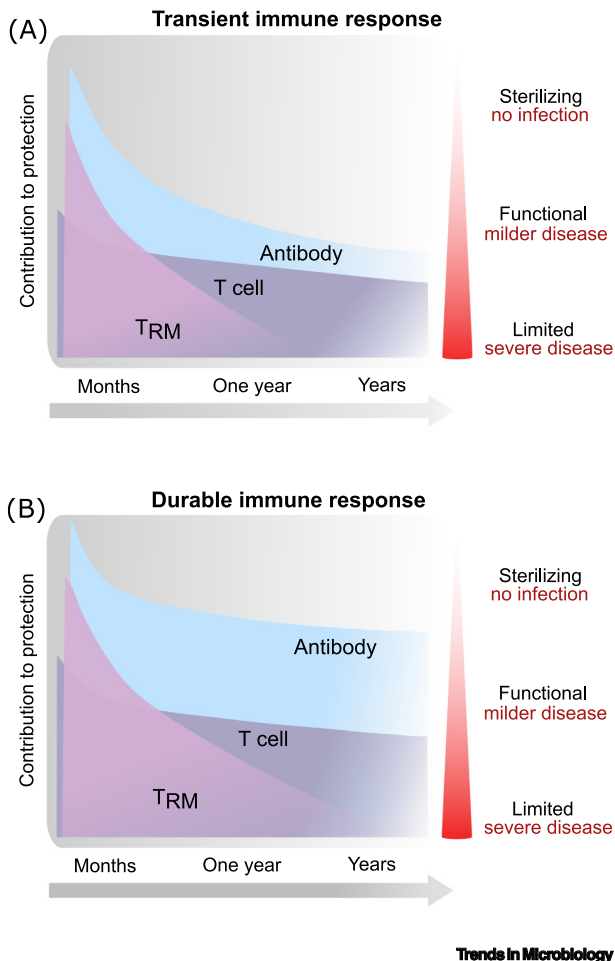 (A)
Transient immune response
Contribution to protection
Sterilizing
no infection
Functional
milder disease
Limited
severe disease
Antibody
T cell
TRM
Months One year Years
(B)
Durable immune response
Contribution to protection
Sterilizing
no infection
Functional
milder disease
Limited
severe disease
Antibody
T cell
TRM
Months One year Years
Trends in Microbiology